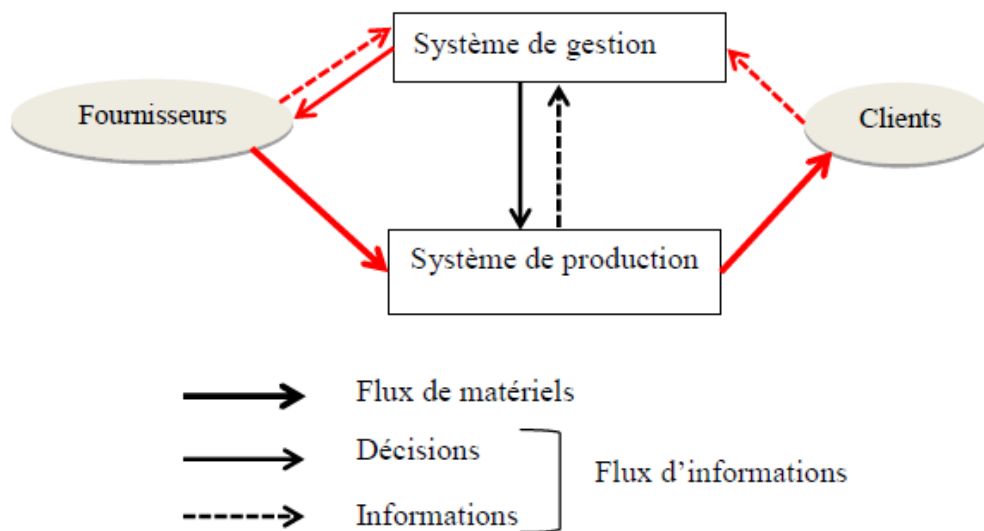 Système de gestion
Fournisseurs
Clients
Système de production
Flux de matériels
Décisions
Flux d’informations
Informations